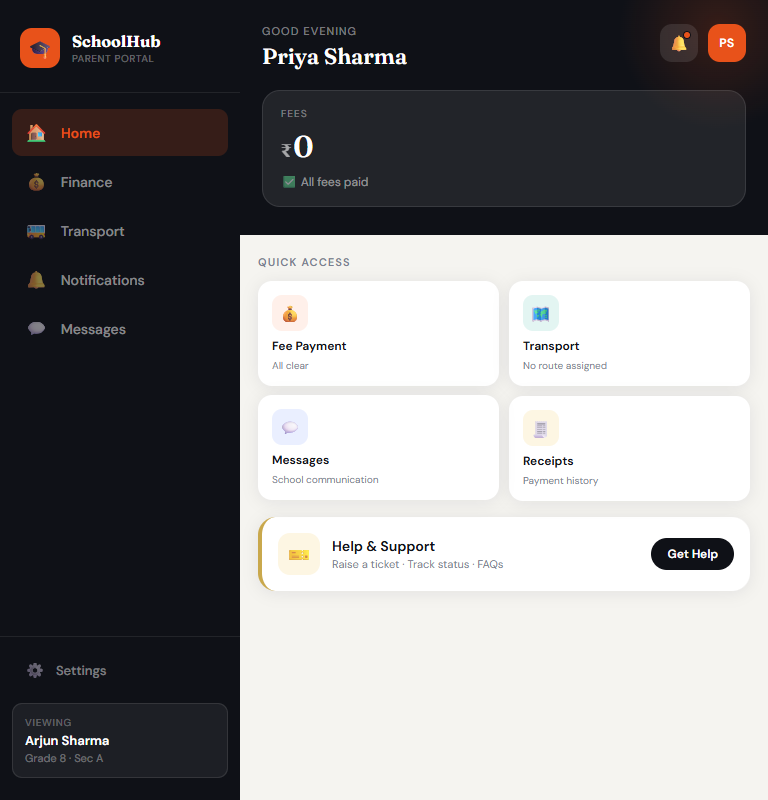 SchoolHub
PARENT PORTAL
Home
Finance
Transport
Notifications
Messages
Settings
VIEWING
Arjun Sharma
Grade 8 · Sec A
GOOD EVENING
Priya Sharma
PS
FEES
₹0
All fees paid
QUICK ACCESS
Fee Payment
All clear
Transport
No route assigned
Messages
School communication
Receipts
Payment history
Help & Support
Raise a ticket · Track status · FAQs
Get Help